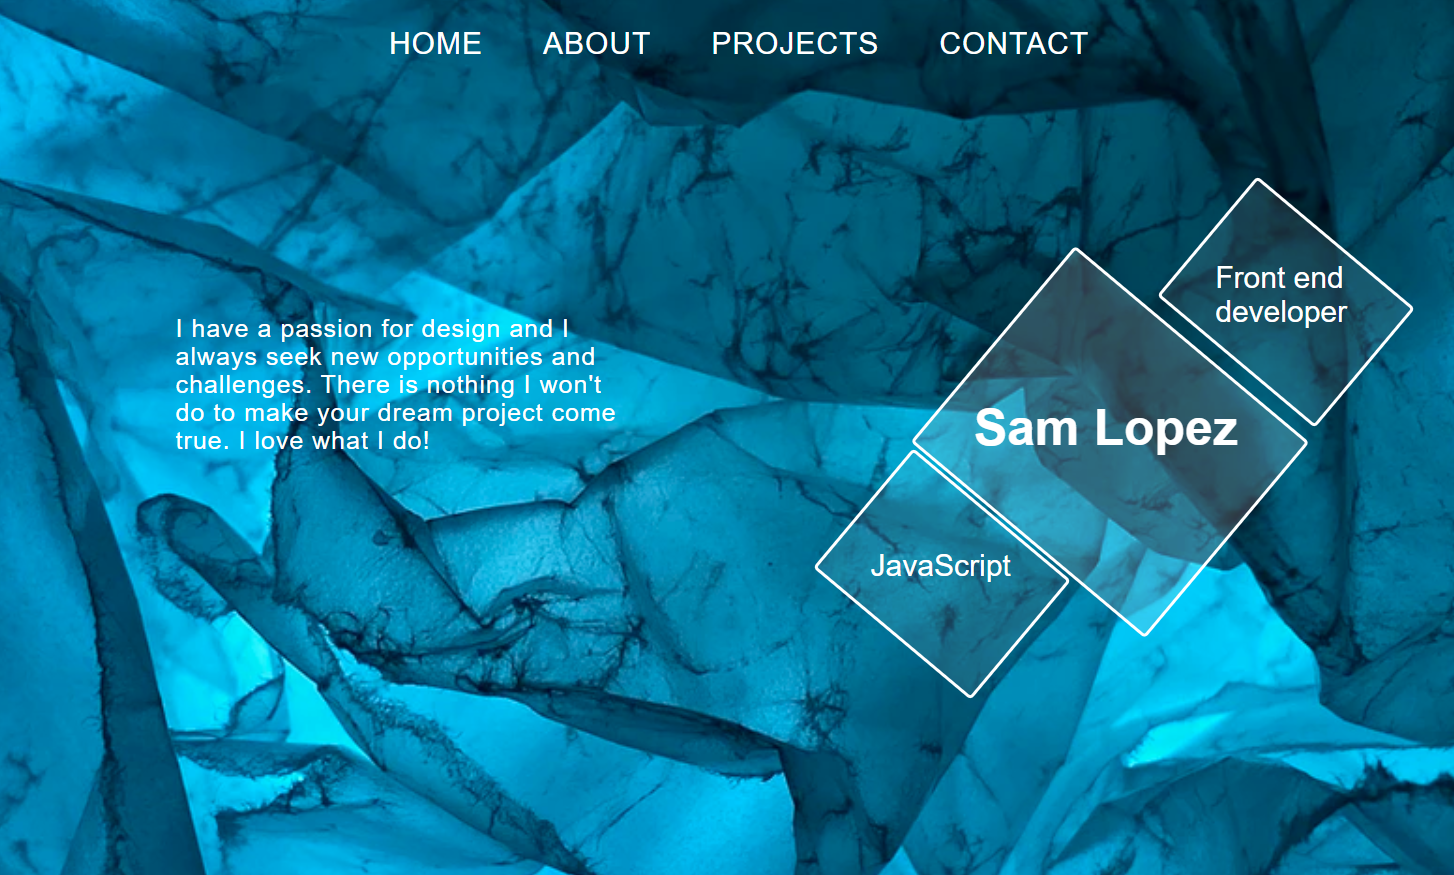 HOME ABOUT PROJECTS CONTACT
I have a passion for design and I
always seek new opportunities and
challenges. There is nothing I won't
do to make your dream project come
true. I love what I do!
Front end
developer
Sam Lopez
JavaScript